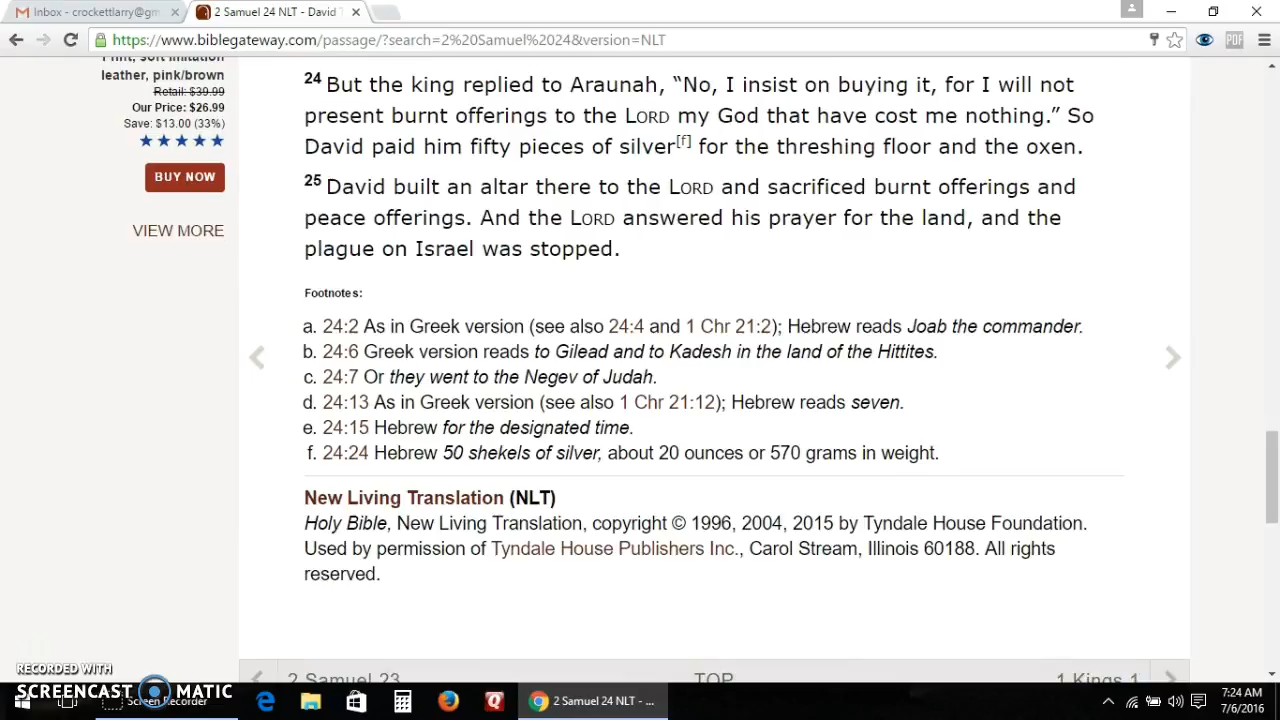 Inbox - crockettlarry@gm
2 Samuel 24 NLT - David T
https://www.biblegateway.com/passage/?search=2%20Samuel%2024&version=NLT
PDF
Print, soft imitation
leather, pink/brown
Retail: $39.99
Our Price: $26.99
Save: $13.00 (33%)
BUY NOW
VIEW MORE
24 But the king replied to Araunah, “No, I insist on buying it, for I will not
present burnt offerings to the LORD my God that have cost me nothing.” So
David paid him fifty pieces of silver[f] for the threshing floor and the oxen.
25 David built an altar there to the LORD and sacrificed burnt offerings and
peace offerings. And the LORD answered his prayer for the land, and the
plague on Israel was stopped.
Footnotes:
a. 24:2 As in Greek version (see also 24:4 and 1 Chr 21:2); Hebrew reads Joab the commander.
b. 24:6 Greek version reads to Gilead and to Kadesh in the land of the Hittites.
c. 24:7 Or they went to the Negev of Judah.
d. 24:13 As in Greek version (see also 1 Chr 21:12); Hebrew reads seven.
e. 24:15 Hebrew for the designated time.
f. 24:24 Hebrew 50 shekels of silver, about 20 ounces or 570 grams in weight.
New Living Translation (NLT)
Holy Bible, New Living Translation, copyright © 1996, 2004, 2015 by Tyndale House Foundation.
Used by permission of Tyndale House Publishers Inc., Carol Stream, Illinois 60188. All rights
reserved.
2 Samuel 23
TOP
1 Kings 1
RECORDED WITH
SCREENCAST MATIC
Screen Recorder
2 Samuel 24 NLT - ...
7:24 AM
7/6/2016